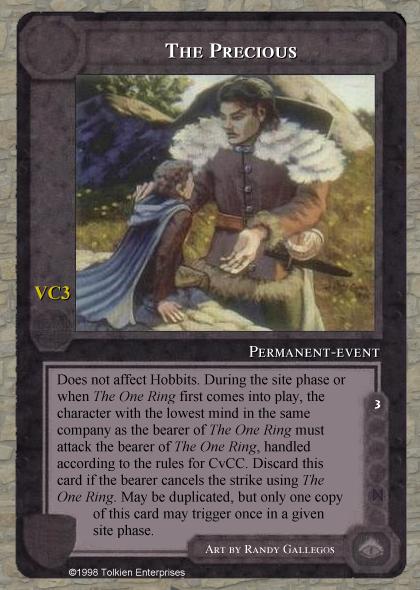 THE PRECIOUS
VC3
PERMANENT-EVENT
Does not affect Hobbits. During the site phase or
when The One Ring first comes into play, the
character with the lowest mind in the same
company as the bearer of The One Ring must
attack the bearer of The One Ring, handled
according to the rules for CvCC. Discard this
card if the bearer cancels the strike using The
One Ring. May be duplicated, but only one copy
of this card may trigger once in a given
site phase.
3
ART BY RANDY GALLEGOS
©1998 Tolkien Enterprises